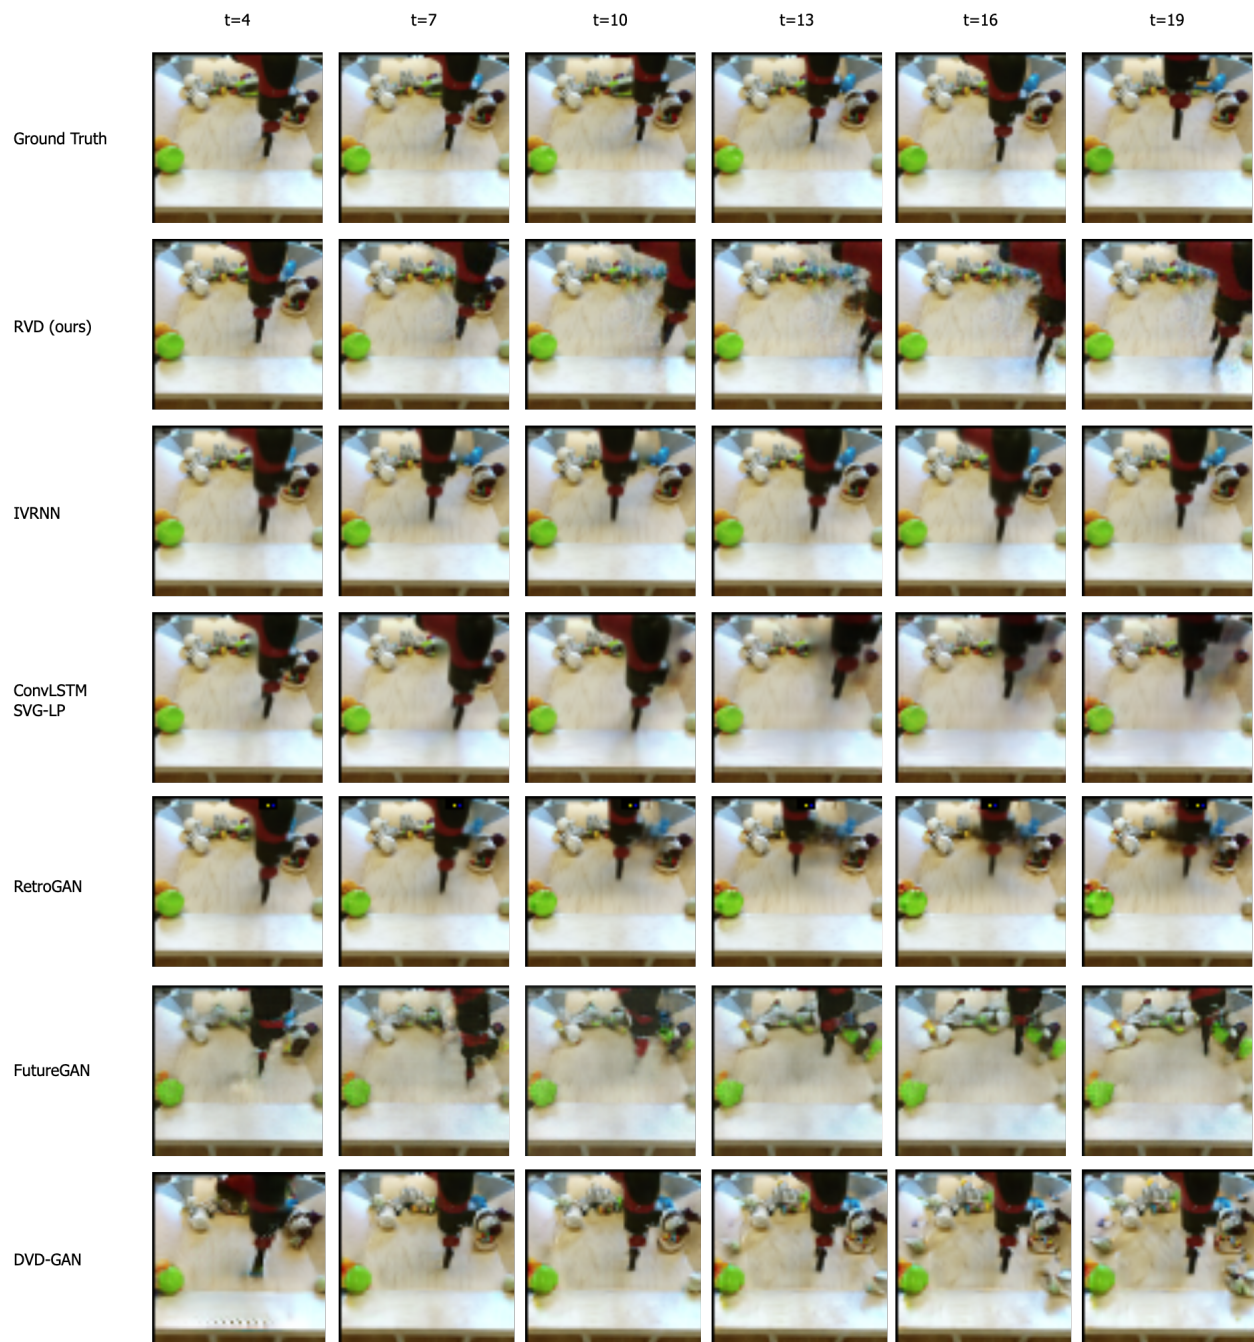 t=4 t=7 t=10 t=13 t=16 t=19
Ground Truth
RVD (ours)
IVRNN
ConvLSTM
SVG-LP
RetroGAN
FutureGAN
DVD-GAN